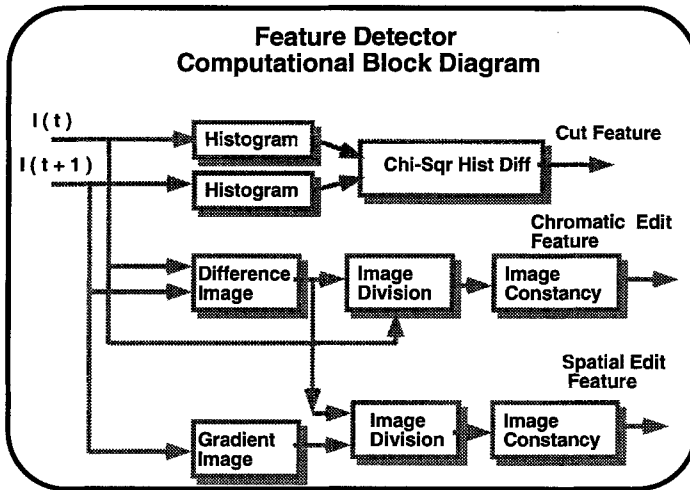 Feature Detector
Computational Block Diagram
I(t)
I(t+1)
Histogram
Histogram
Chi-Sqr Hist Diff
Cut Feature
Chromatic Edit
Feature
Difference
Image
Image
Division
Image
Constancy
Spatial Edit
Feature
Gradient
Image
Image
Division
Image
Constancy